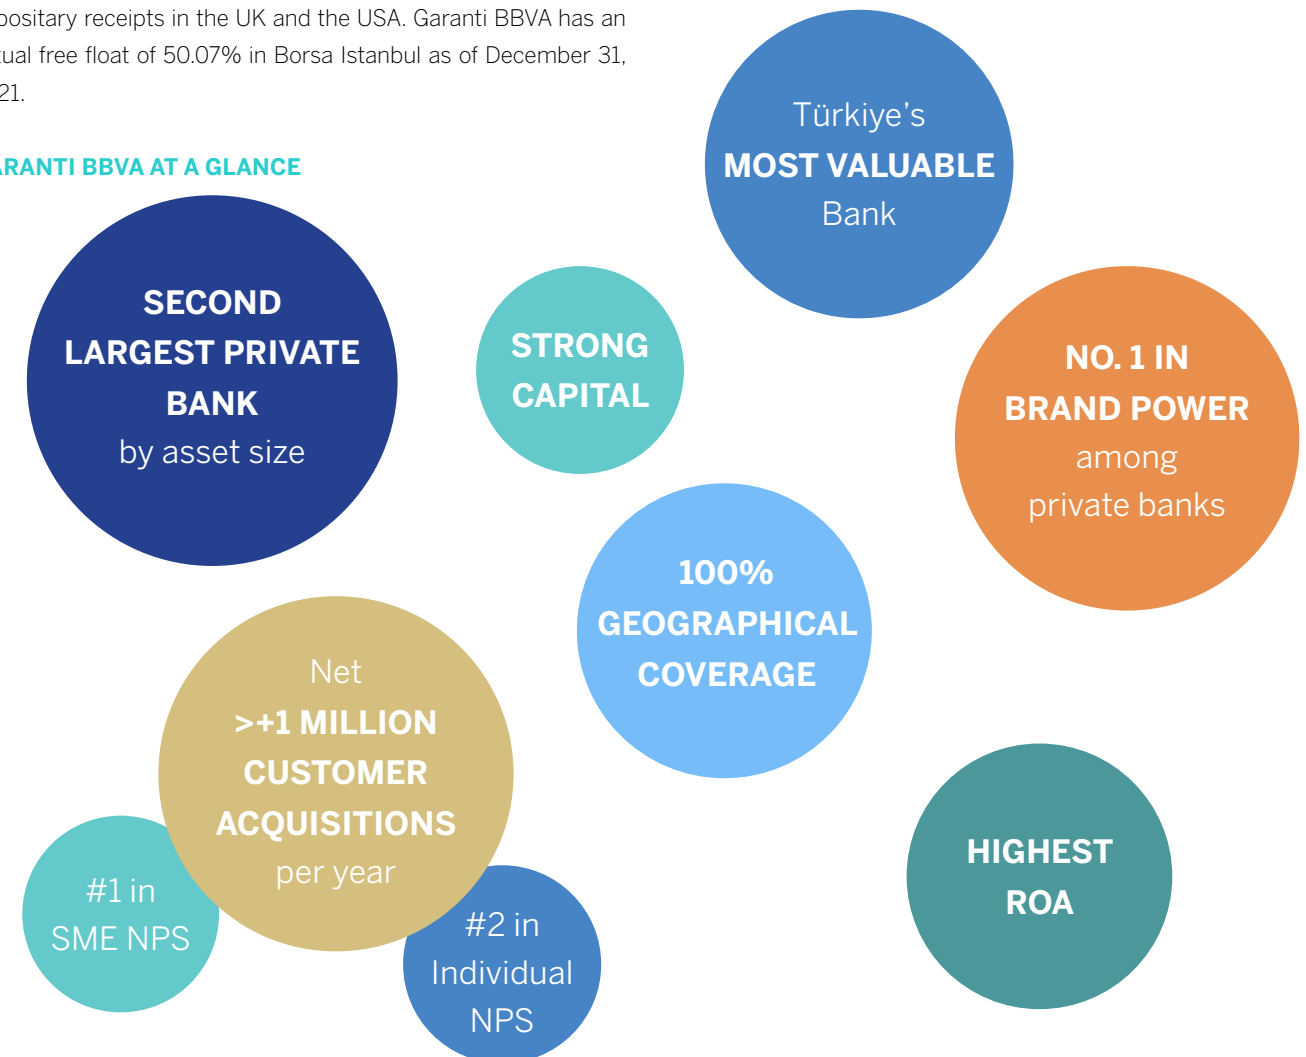 positary receipts in the UK and the USA. Garanti BBVA has an
tual free float of 50.07% in Borsa Istanbul as of December 31,
21.
ARANTI BBVA AT A GLANCE
Türkiye's
MOST VALUABLE
Bank
SECOND
LARGEST PRIVATE
BANK
by asset size
STRONG
CAPITAL
NO. 1 IN
BRAND POWER
among
private banks
100%
GEOGRAPHICAL
COVERAGE
Net
>+1 MILLION
CUSTOMER
ACQUISITIONS
per year
#1 in
SME NPS
#2 in
Individual
NPS
HIGHEST
ROA